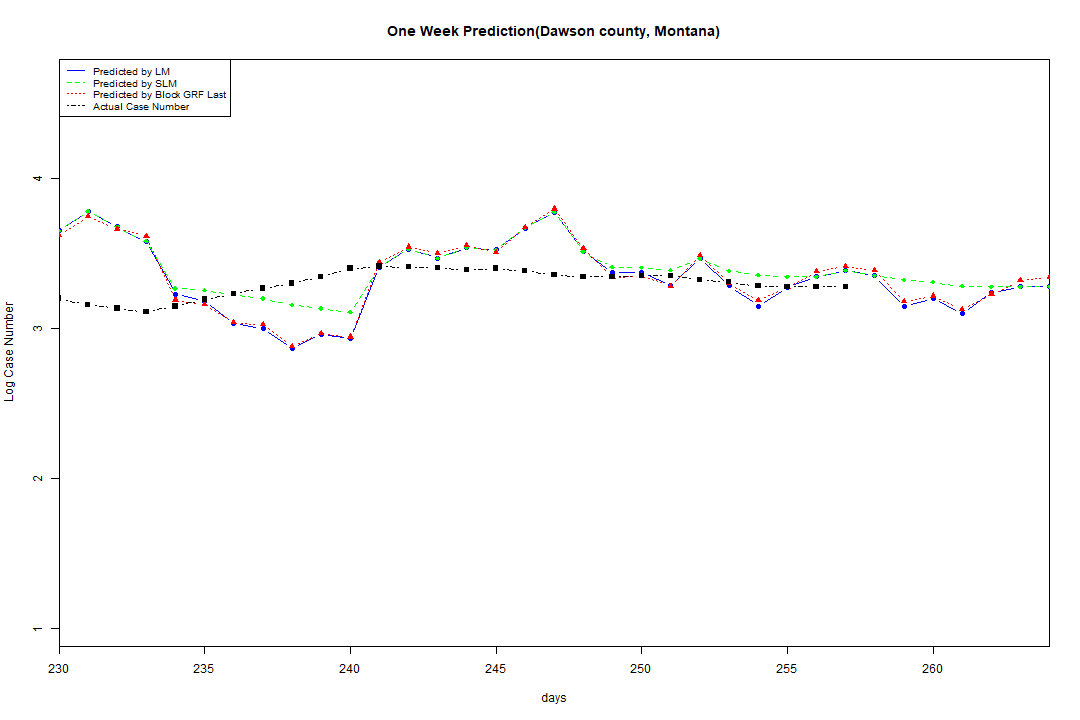 One Week Prediction(Dawson county, Montana)
Predicted by LM
Predicted by SLM
Predicted by Block GRF Last
Actual Case Number
4
3
2
1
Log Case Number
230 235 240 245 250 255 260
days